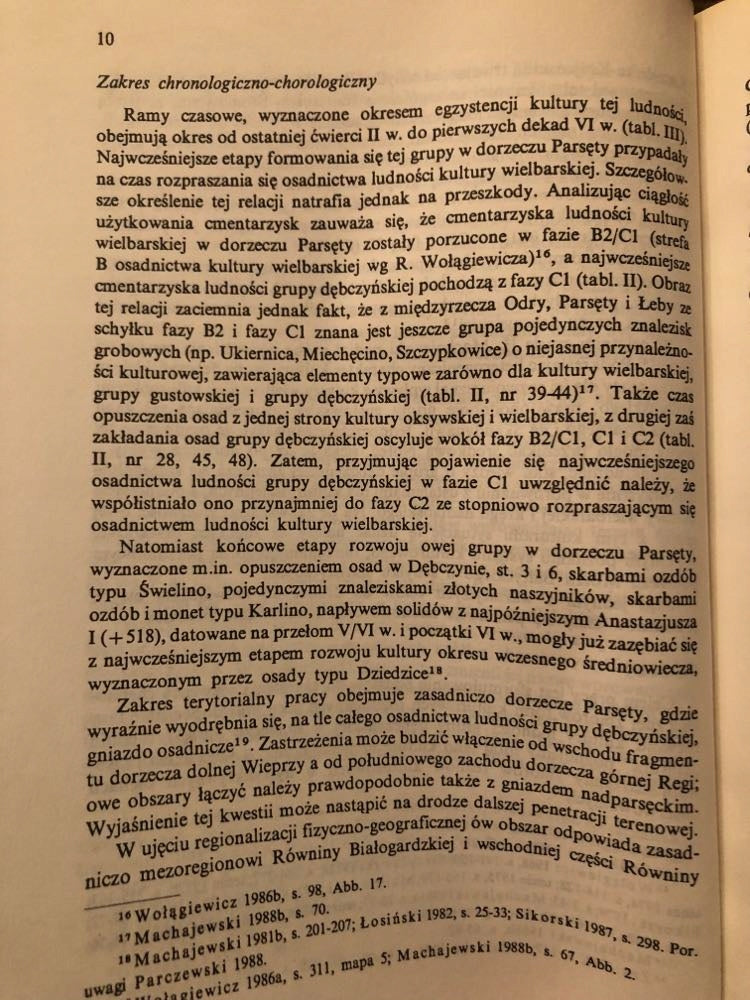 10
Zakres chronologiczno-chorologiczny
Ramy czasowe, wyznaczone okresem egzystencji kultury tej ludności,
obejmują okres od ostatniej ćwierci II w. do pierwszych dekad VI w. (tabl. III).
Najwcześniejsze etapy formowania się tej grupy w dorzeczu Parsęty przypadały
na czas rozpraszania się osadnictwa ludności kultury wielbarskiej. Szczegółow-
sze określenie tej relacji natrafia jednak na przeszkody. Analizując ciągłość
użytkowania cmentarzysk zauważa się, że cmentarzyska ludności kultury
wielbarskiej w dorzeczu Parsęty zostały porzucone w fazie B2/C1 (strefa
B osadnictwa kultury wielbarskiej wg R. Wołągiewicza)¹⁶, a najwcześniejsze
cmentarzyska ludności grupy dębczyńskiej pochodzą z fazy C1 (tabl. II). Obraz
tej relacji zaciemnia jednak fakt, że z międzyrzecza Odry, Parsęty i Łeby ze
schyłku fazy B2 i fazy C1 znana jest jeszcze grupa pojedynczych znalezisk
grobowych (np. Ukiernica, Miechęcino, Szczypkowice) o niejasnej przynależno-
ści kulturowej, zawierająca elementy typowe zarówno dla kultury wielbarskiej,
grupy gustowskiej i grupy dębczyńskiej (tabl. II, nr 39-44)¹⁷. Także czas
opuszczenia osad z jednej strony kultury oksywskiej i wielbarskiej, z drugiej zaś
zakładania osad grupy dębczyńskiej oscyluje wokół fazy B2/C1, C1 i C2 (tabl.
II, nr 28, 45, 48). Zatem, przyjmując pojawienie się najwcześniejszego
osadnictwa ludności grupy dębczyńskiej w fazie C1 uwzględnić należy, że
współistniało ono przynajmniej do fazy C2 ze stopniowo rozpraszającym się
osadnictwem ludności kultury wielbarskiej.
Natomiast końcowe etapy rozwoju owej grupy w dorzeczu Parsęty,
wyznaczone m.in. opuszczeniem osad w Dębczynie, st. 3 i 6, skarbami ozdób
typu Świelino, pojedynczymi znaleziskami złotych naszyjników, skarbami
ozdób i monet typu Karlino, napływem solidów z najpóźniejszym Anastazjusza
I (+518), datowane na przełom V/VI w. i początki VI w., mogły już zazębiać się
z najwcześniejszym etapem rozwoju kultury okresu wczesnego średniowiecza,
wyznaczonym przez osady typu Dziedzice¹⁸.
Zakres terytorialny pracy obejmuje zasadniczo dorzecze Parsęty, gdzie
wyraźnie wyodrębnia się, na tle całego osadnictwa ludności grupy dębczyńskiej,
gniazdo osadnicze¹⁹. Zastrzeżenia może budzić włączenie od wschodu fragmen-
tu dorzecza dolnej Wieprzy a od południowego zachodu dorzecza górnej Regi;
owe obszary łączyć należy prawdopodobnie także z gniazdem nadparsęckim.
Wyjaśnienie tej kwestii może nastąpić na drodze dalszej penetracji terenowej.
W ujęciu regionalizacji fizyczno-geograficznej ów obszar odpowiada zasad-
niczo mezoregionowi Równiny Białogardzkiej i wschodniej części Równiny
¹⁶ Wołągiewicz 1986b, s. 98, Abb. 17.
¹⁷ Machajewski 1988b, s. 70.
¹⁸ Machajewski 1981b, s. 201-207; Łosiński 1982, s. 25-33; Sikorski 1987, s. 298. Por.
uwagi Parczewski 1988.
Wołągiewicz 1986a, s. 311, mapa 5; Machajewski 1988b, s. 67, Abb. 2.